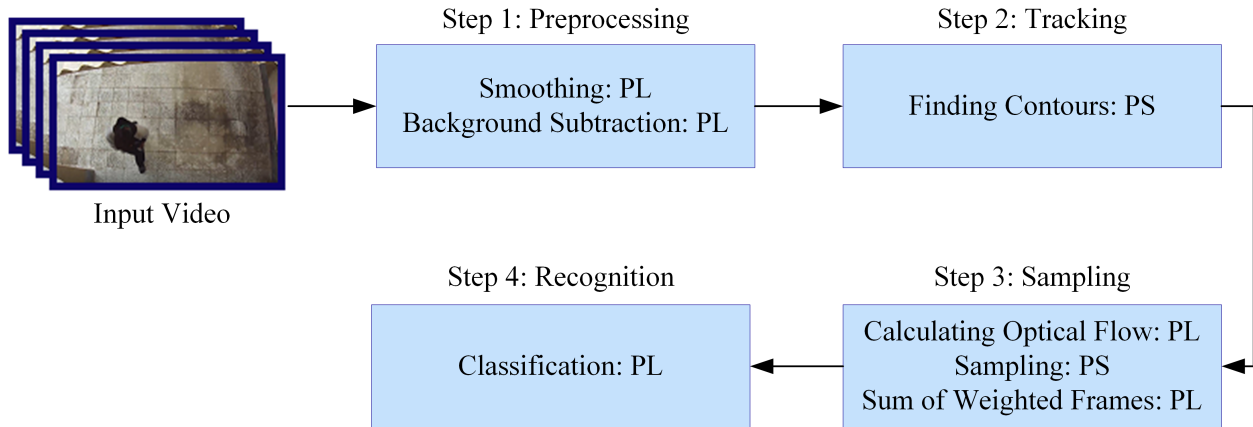 Step 1: Preprocessing
Step 2: Tracking
Smoothing: PL
Background Subtraction: PL
Finding Contours: PS
Input Video
Step 4: Recognition
Step 3: Sampling
Classification: PL
Calculating Optical Flow: PL
Sampling: PS
Sum of Weighted Frames: PL